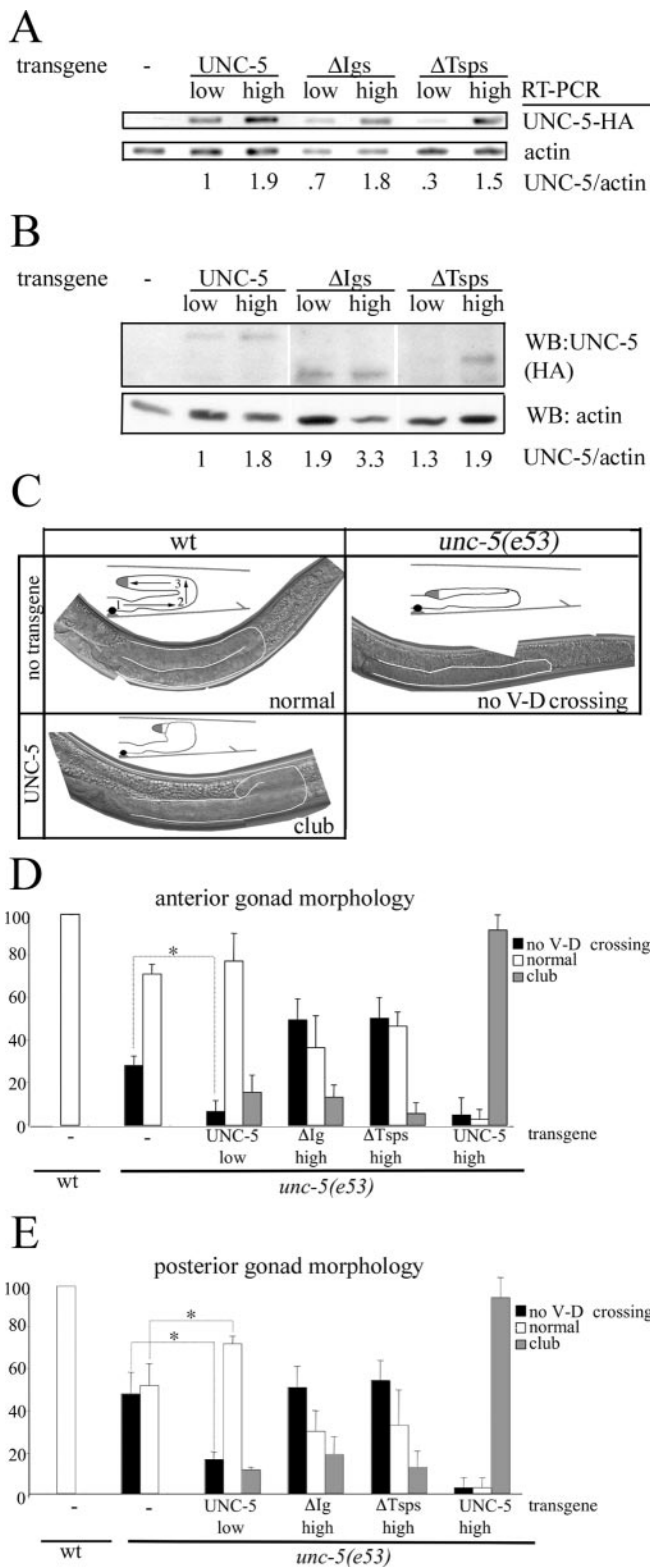 A
transgene - UNC-5 ΔIgs ΔTsps
low high low high low high RT-PCR
UNC-5-HA
actin
1 1.9 .7 1.8 .3 1.5 UNC-5/actin
B
transgene - UNC-5 ΔIgs ΔTsps
low high low high low high
WB:UNC-5
(HA)
WB: actin
1 1.8 1.9 3.3 1.3 1.9 UNC-5/actin
C
wt unc-5(e53)
no transgene
1 2 3
normal
no V-D crossing
UNC-5
club
D
anterior gonad morphology
100
80
60
40
20
0
*
no V-D crossing
normal
club
- - UNC-5 ΔIg ΔTsps UNC-5 transgene
low high high high
wt
unc-5(e53)
E
posterior gonad morphology
100
80
60
40
20
0
* *
no V-D crossing
normal
club
- - UNC-5 ΔIg ΔTsps UNC-5 transgene
low high high high
wt
unc-5(e53)